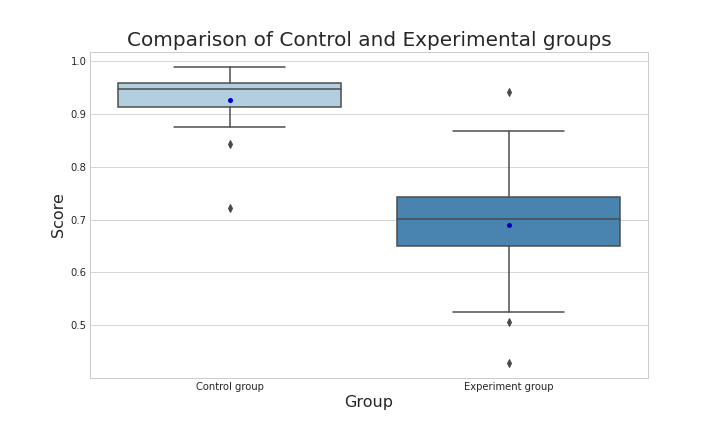 Comparison of Control and Experimental groups
1.0
0.9
0.8
0.7
0.6
0.5
Score
Control group
Experiment group
Group